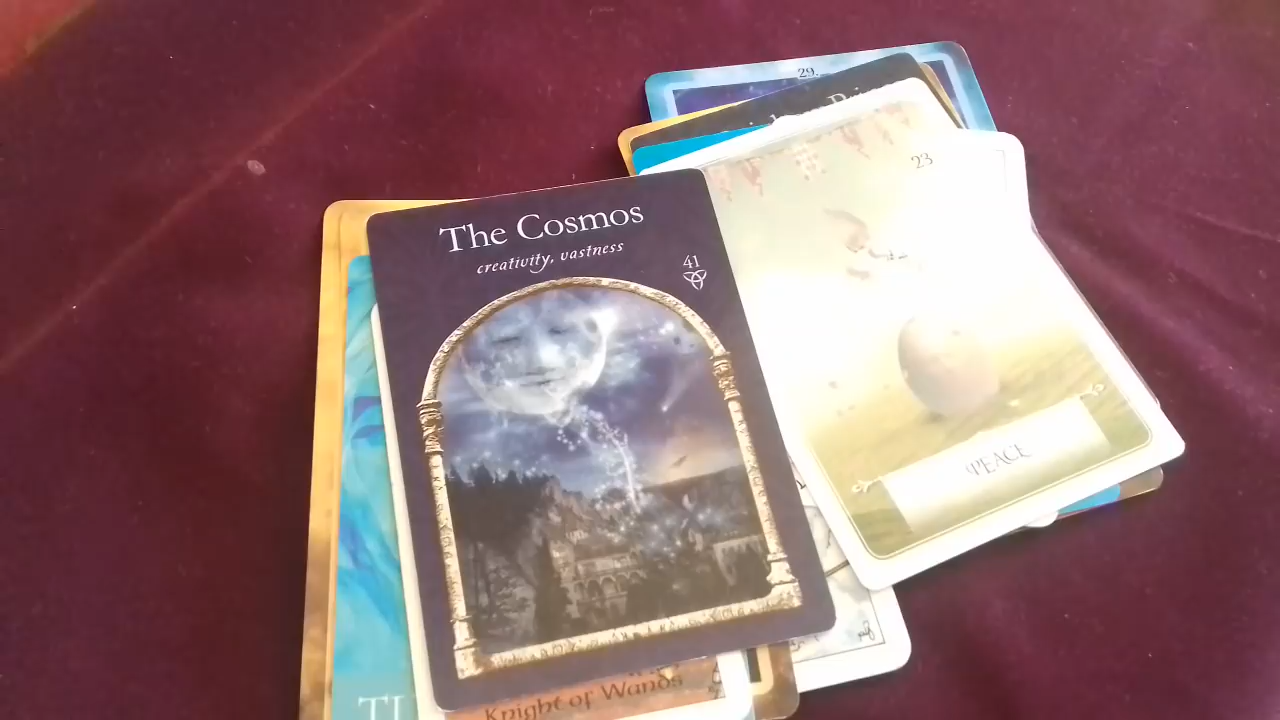 29.
23
The Cosmos
creativity, vastness
41
PEACE
Knight of Wands